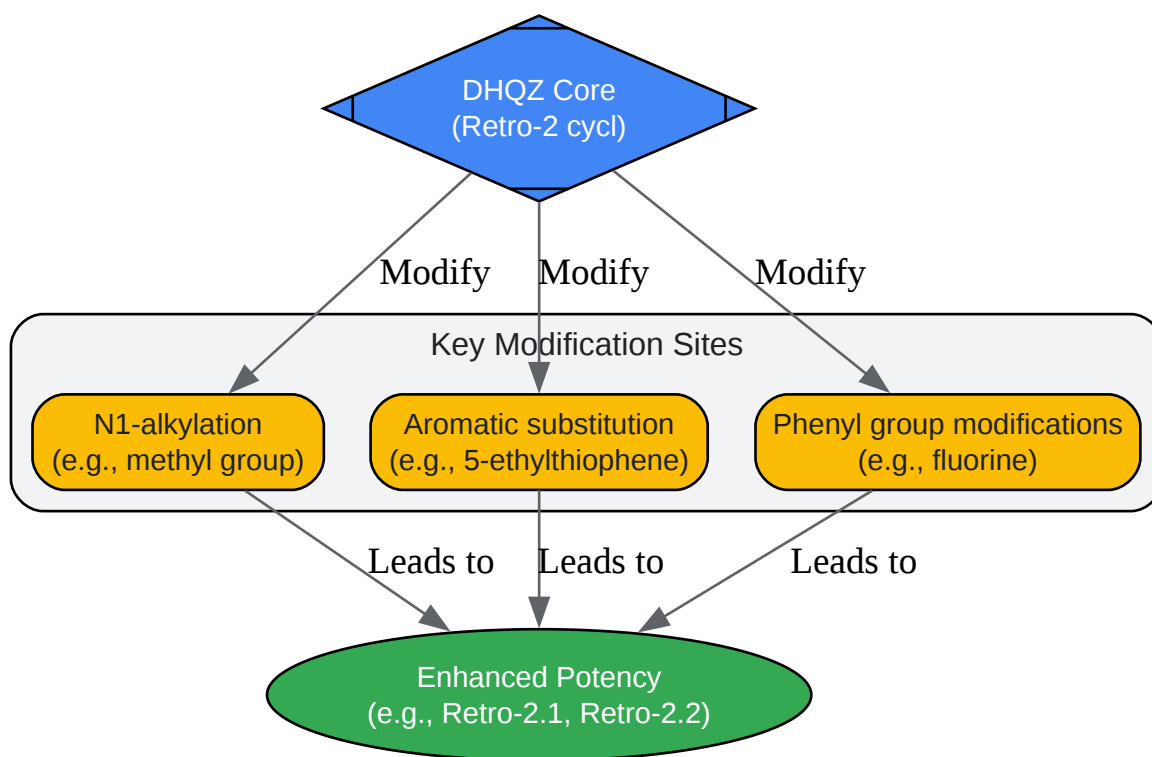 DHQZ Core
(Retro-2 cycl)
Modify
Modify
Modify
Key Modification Sites
N1-alkylation
(e.g., methyl group)
Aromatic substitution
(e.g., 5-ethylthiophene)
Phenyl group modifications
(e.g., fluorine)
Leads to
Leads to
Leads to
Enhanced Potency
(e.g., Retro-2.1, Retro-2.2)